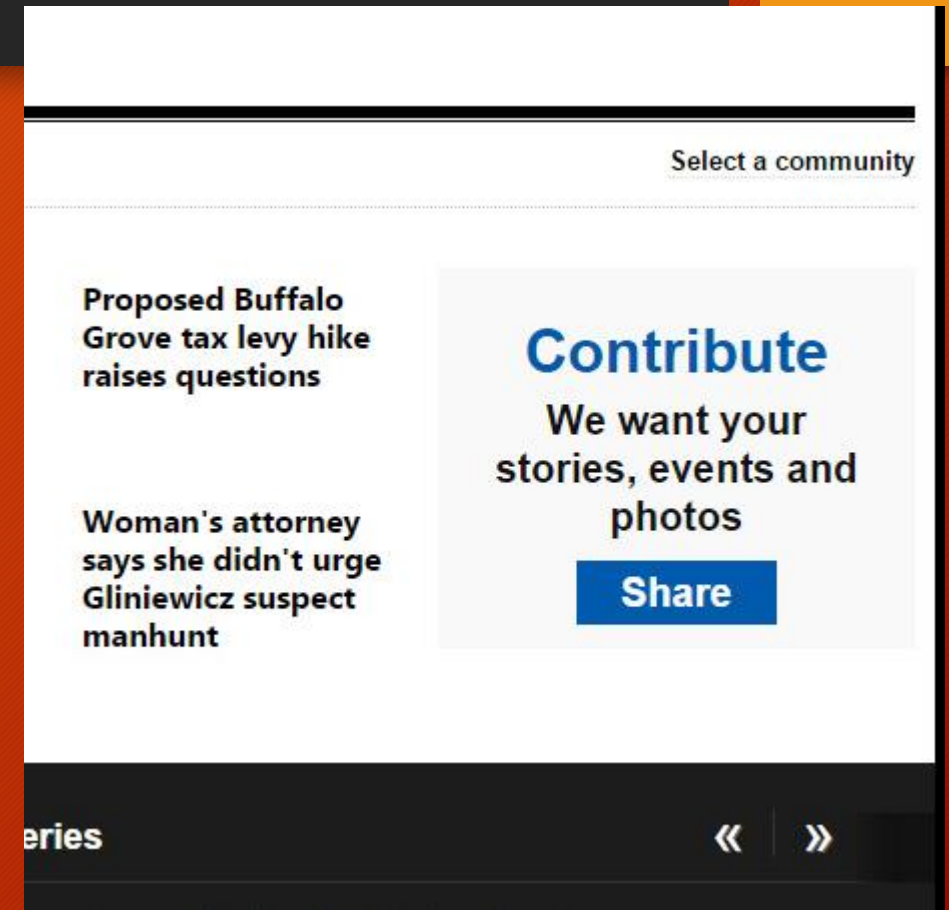 Select a community
Proposed Buffalo
Grove tax levy hike
raises questions
Woman's attorney
says she didn't urge
Gliniewicz suspect
manhunt
Contribute
We want your
stories, events and
photos
Share
eries
« »